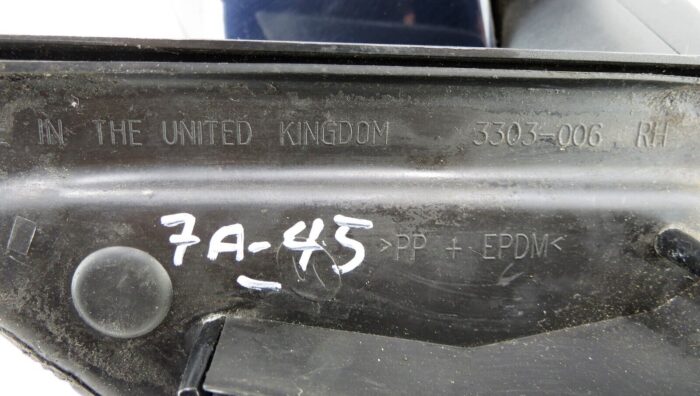 IN THE UNITED KINGDOM 3303-006 RH
7A-45 >PP + EPDM<